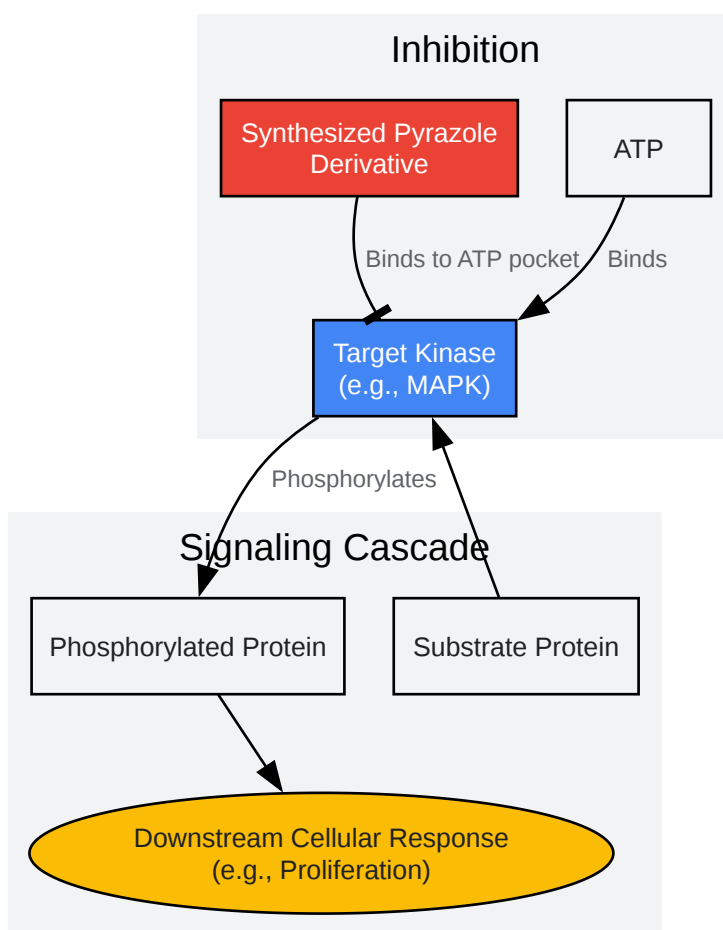 Inhibition
Synthesized Pyrazole
Derivative
ATP
Binds to ATP pocket
Binds
Target Kinase
(e.g., MAPK)
Phosphorylates
Signaling Cascade
Phosphorylated Protein
Substrate Protein
Downstream Cellular Response
(e.g., Proliferation)